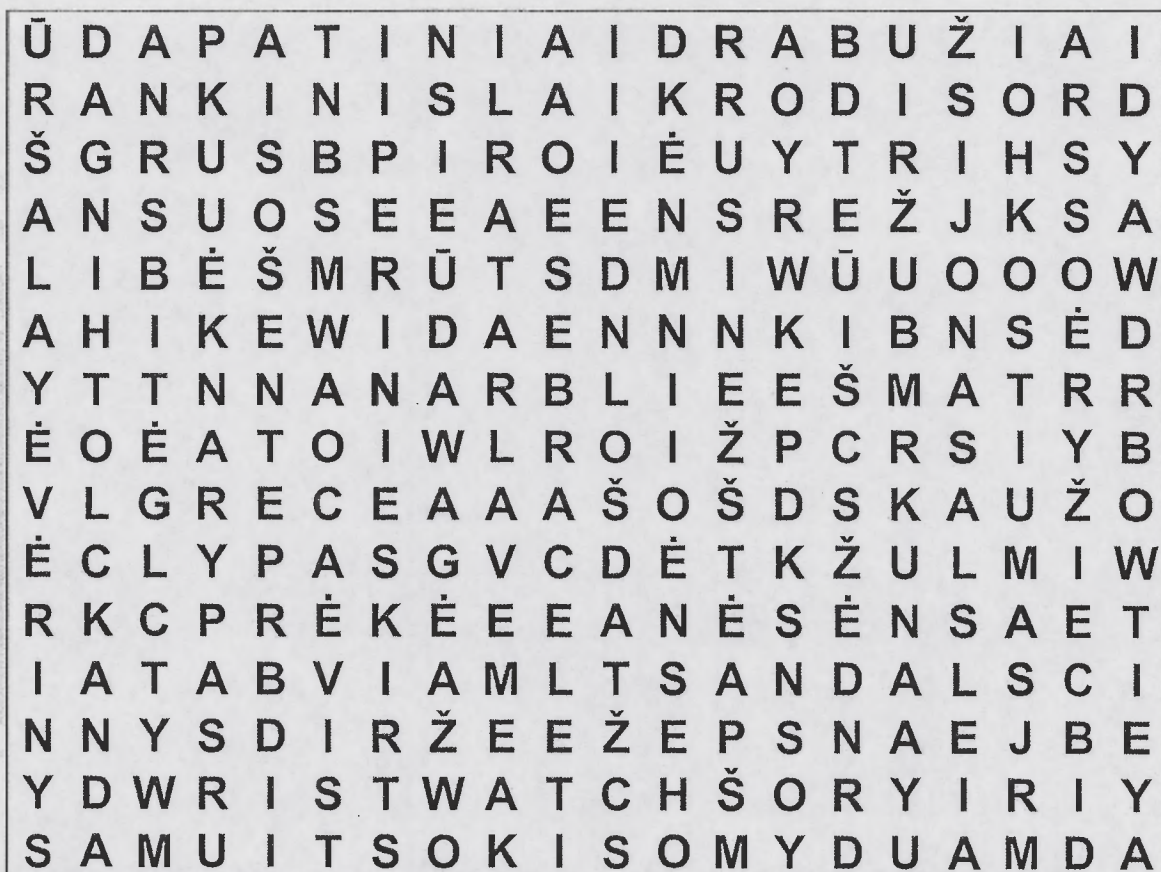 Ū D A P A T I N I A I D R A B U Ž I A I
R A N K I N I S L A I K R O D I S O R D
Š G R U S B P I R O I Ė U Y T R I H S Y
A N S U O S E E A E E N S R E Ž J K S A
L I B Ė Š M R Ū T S D M I W Ū U O O O W
A H I K E W I D A E N N N K I B N S Ė D
Y T T N N A N A R B L I E E Š M A T R R
Ė O Ė A T O I W L R O I Ž P C R S I Y B
V L G R E C E A A A Š O Š D S K A U Ž O
Ė C L Y P A S G V C D Ė T K Ž U L M I W
R K C P R Ė K Ė E E A N Ė S Ė N S A E T
I A T A B V I A M L T S A N D A L S C I
N N Y S D I R Ž E E Ž E P S N A E J B E
Y D W R I S T W A T C H Š O R Y I R I Y
S A M U I T S O K I S O M Y D U A M D A